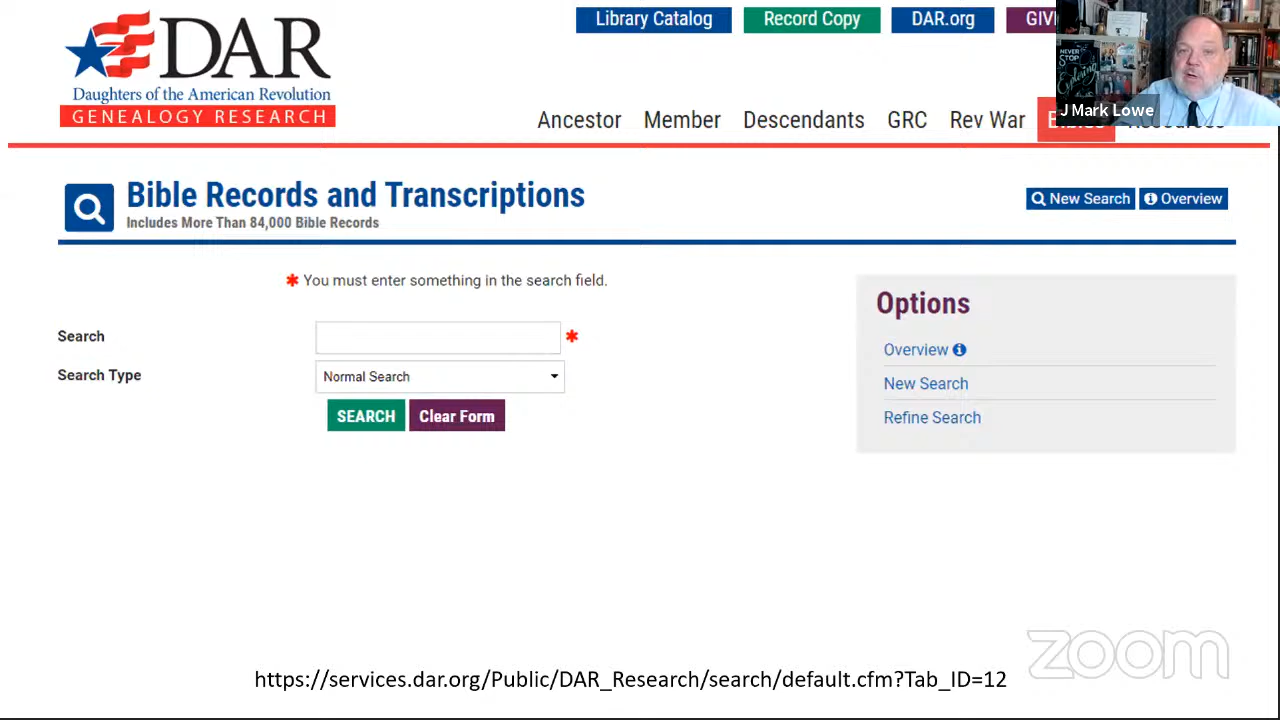 DAR
Daughters of the American Revolution
GENEALOGY RESEARCH
Library Catalog
Record Copy
DAR.org
NEVER STOP
Exploring
J Mark Lowe
Ancestor Member Descendants GRC Rev War
Bible Records and Transcriptions
Includes More Than 84,000 Bible Records
New Search
Overview
* You must enter something in the search field.
Search *
Search Type Normal Search
SEARCH Clear Form
Options
Overview
New Search
Refine Search
zoom
https://services.dar.org/Public/DAR_Research/search/default.cfm?Tab_ID=12